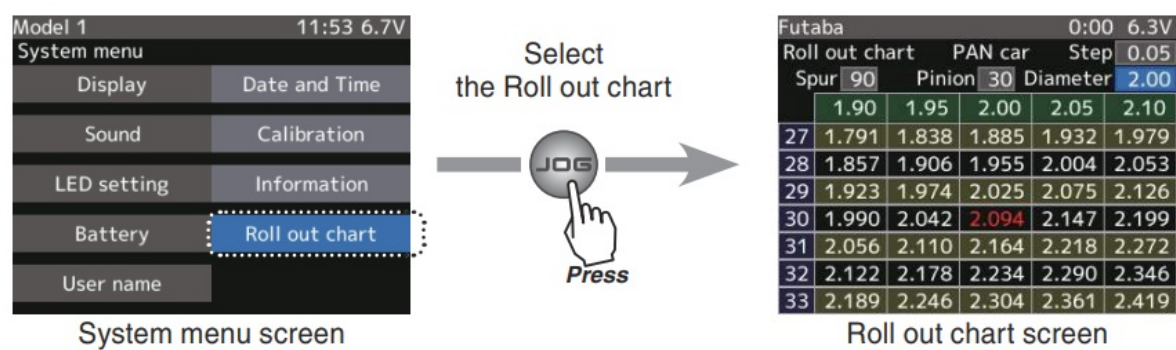 Model 1 11:53 6.7V
System menu
Display Date and Time
Sound Calibration
LED setting Information
Battery Roll out chart
User name
System menu screen
Select
the Roll out chart
JOG
Press
Futaba 0:00 6.3V
Roll out chart PAN car Step 0.05
Spur 90 Pinion 30 Diameter 2.00
1.90 1.95 2.00 2.05 2.10
27 1.791 1.838 1.885 1.932 1.979
28 1.857 1.906 1.955 2.004 2.053
29 1.923 1.974 2.025 2.075 2.126
30 1.990 2.042 2.094 2.147 2.199
31 2.056 2.110 2.164 2.218 2.272
32 2.122 2.178 2.234 2.290 2.346
33 2.189 2.246 2.304 2.361 2.419
Roll out chart screen